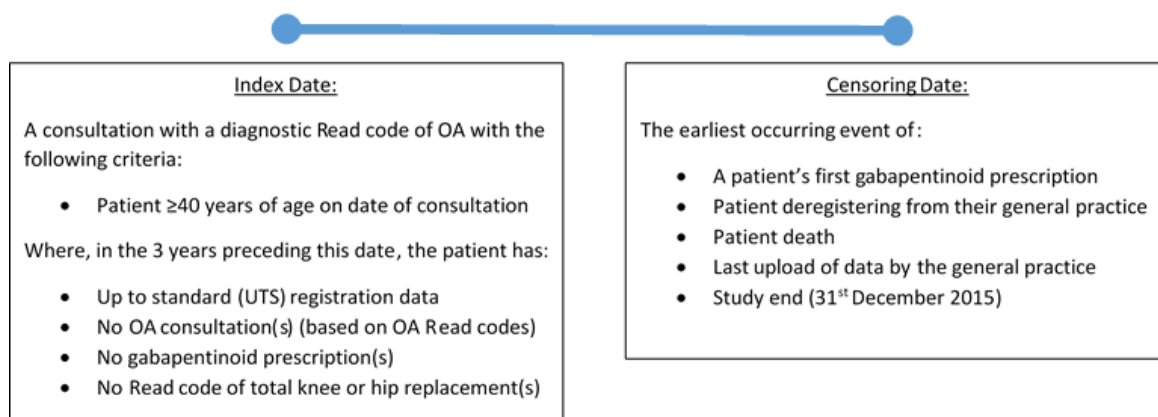 Index Date:
A consultation with a diagnostic Read code of OA with the
following criteria:
• Patient ≥40 years of age on date of consultation
Where, in the 3 years preceding this date, the patient has:
• Up to standard (UTS) registration data
• No OA consultation(s) (based on OA Read codes)
• No gabapentinoid prescription(s)
• No Read code of total knee or hip replacement(s)
Censoring Date:
The earliest occurring event of:
• A patient's first gabapentinoid prescription
• Patient deregistering from their general practice
• Patient death
• Last upload of data by the general practice
• Study end (31st December 2015)